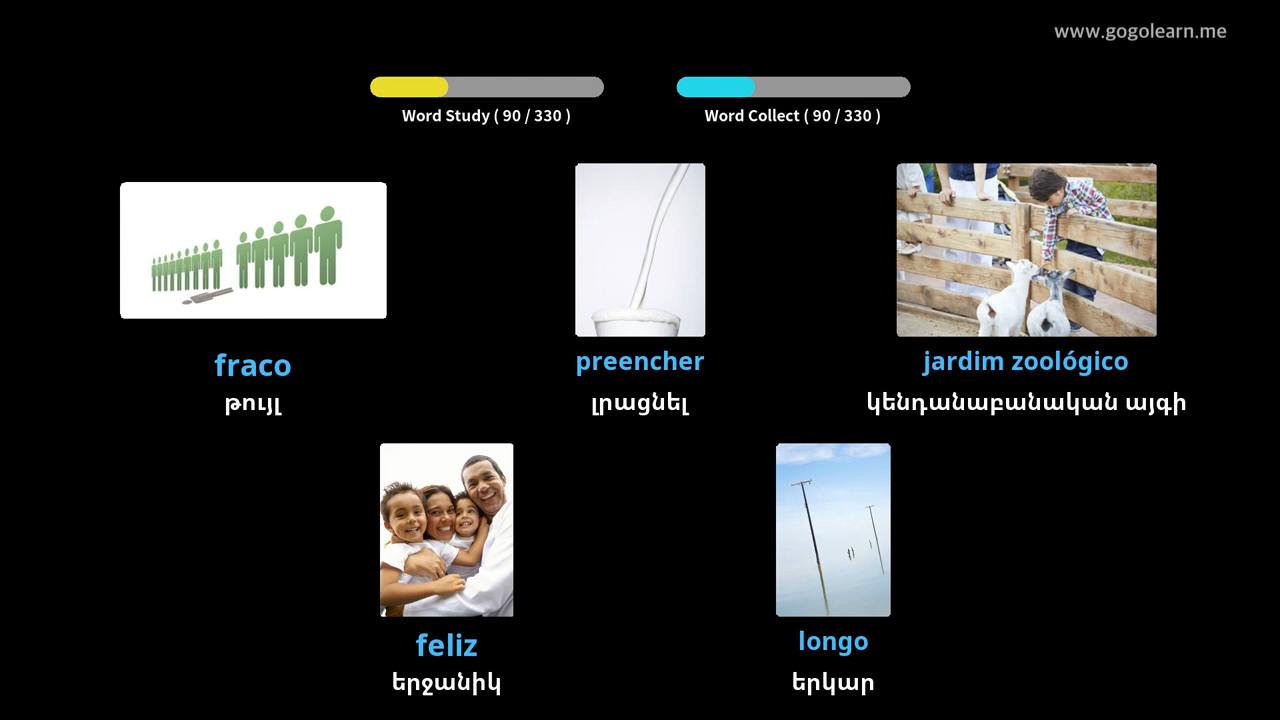 www.gogolearn.me
Word Study ( 90 / 330 )
Word Collect ( 90 / 330 )
fraco
թույլ
preencher
լրացնել
jardim zoológico
կենդանաբանական այգի
feliz
երջանիկ
longo
երկար